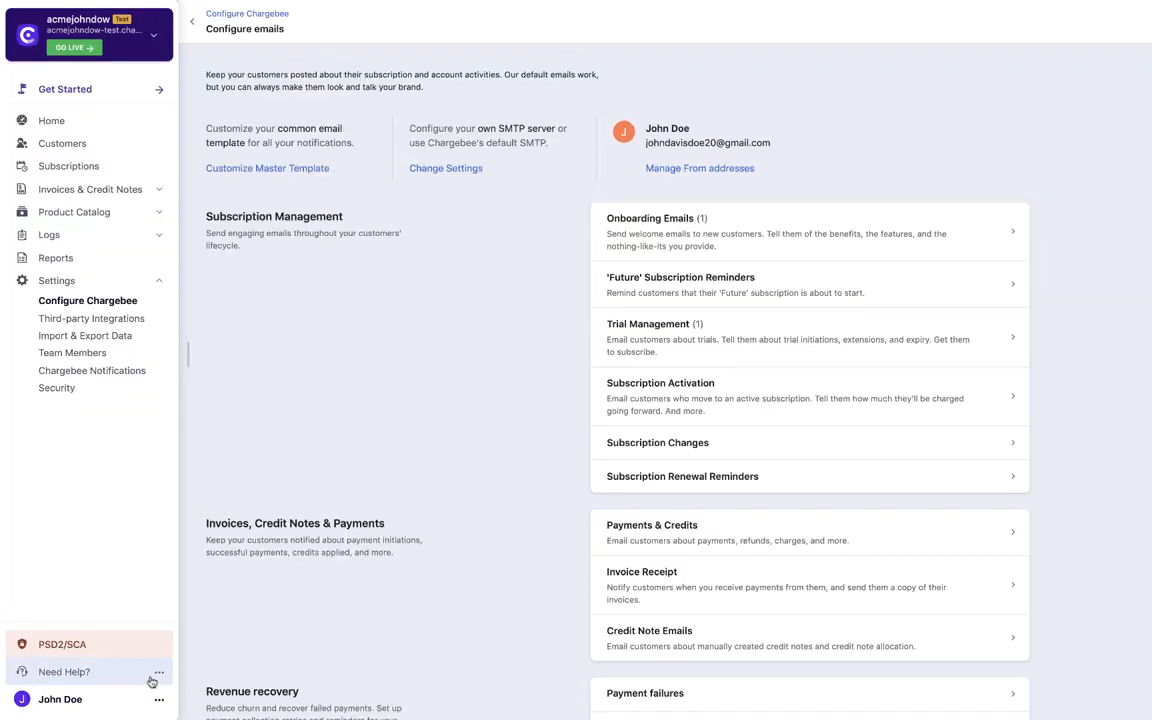 acmejohndow Test
acmejohndow-test.cha...
GO LIVE →
Get Started
Home
Customers
Subscriptions
Invoices & Credit Notes
Product Catalog
Logs
Reports
Settings
Configure Chargebee
Third-party Integrations
Import & Export Data
Team Members
Chargebee Notifications
Security
PSD2/SCA
Need Help?
J John Doe
Configure Chargebee
Configure emails
Keep your customers posted about their subscription and account activities. Our default emails work,
but you can always make them look and talk your brand.
Customize your common email
template for all your notifications.
Customize Master Template
Configure your own SMTP server or
use Chargebee's default SMTP.
Change Settings
J John Doe
johndavisdoe20@gmail.com
Manage From addresses
Subscription Management
Send engaging emails throughout your customers'
lifecycle.
Onboarding Emails (1)
Send welcome emails to new customers. Tell them of the benefits, the features, and the
nothing-like-its you provide.
'Future' Subscription Reminders
Remind customers that their 'Future' subscription is about to start.
Trial Management (1)
Email customers about trials. Tell them about trial initiations, extensions, and expiry. Get them
to subscribe.
Subscription Activation
Email customers who move to an active subscription. Tell them how much they'll be charged
going forward. And more.
Subscription Changes
Subscription Renewal Reminders
Invoices, Credit Notes & Payments
Keep your customers notified about payment initiations,
successful payments, credits applied, and more.
Payments & Credits
Email customers about payments, refunds, charges, and more.
Invoice Receipt
Notify customers when you receive payments from them, and send them a copy of their
invoices.
Credit Note Emails
Email customers about manually created credit notes and credit note allocation.
Revenue recovery
Reduce churn and recover failed payments. Set up
payment collection retries and reminders for your
Payment failures